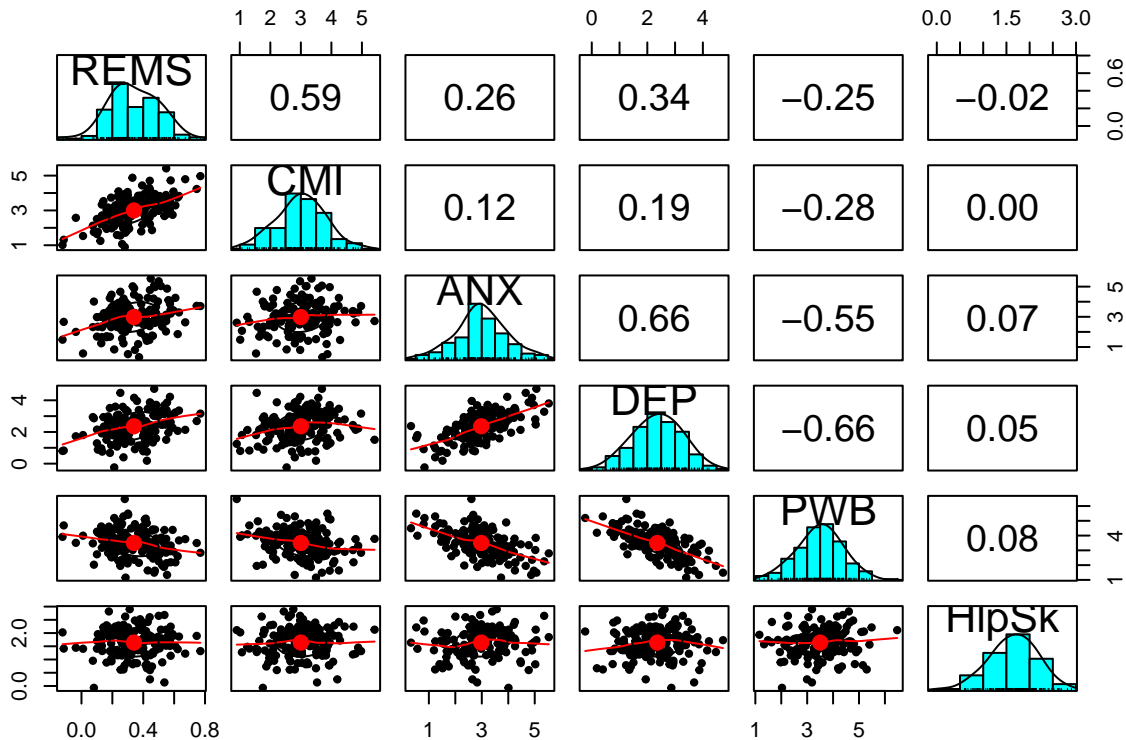 1 2 3 4 5 0 2 4 0.0 1.5 3.0
REMS 0.59 0.26 0.34 −0.25 −0.02 0.0 0.6
1 3 5 CMI 0.12 0.19 −0.28 0.00
ANX 0.66 −0.55 0.07 1 3 5
0 2 4 DEP −0.66 0.05
PWB 0.08 1 4
0.0 2.0 HlpSk
0.0 0.4 0.8 1 3 5 1 3 5